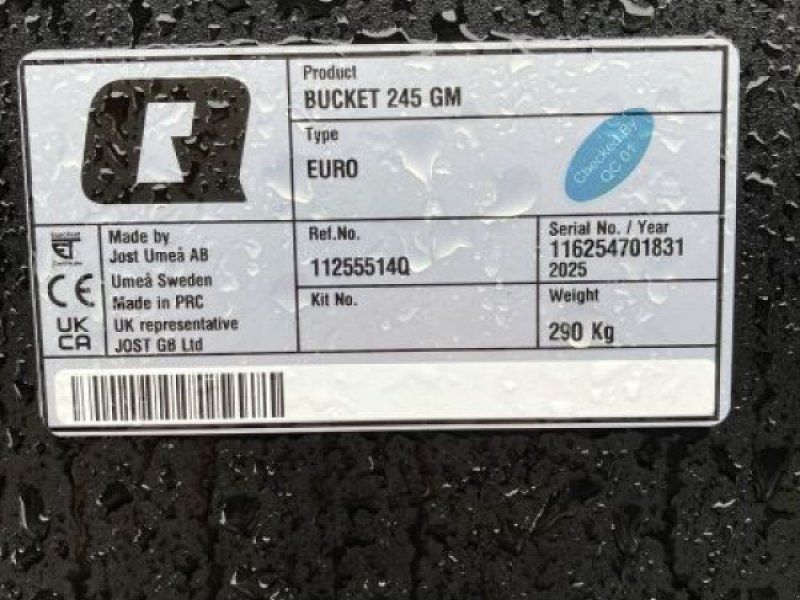 R
Product
BUCKET 245 GM
Type
EURO
Checked By
QC 01
Made by
Jost Umeå AB
Umeå Sweden
Made in PRC
UK representative
JOST GB Ltd
CE
UK
CA
Ref.No.
11255514Q
Kit No.
Serial No. / Year
116254701831
2025
Weight
290 Kg